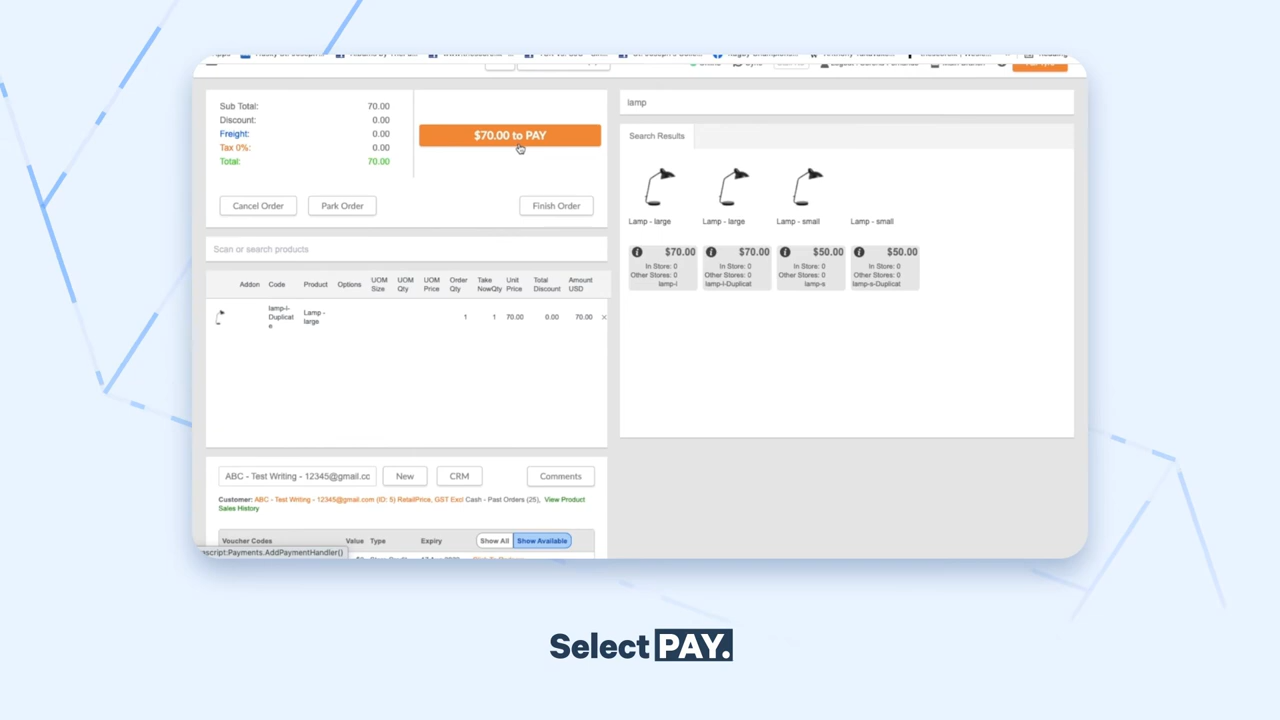 Sub Total: 70.00
Discount: 0.00
Freight: 0.00
Tax 0%: 0.00
Total: 70.00
$70.00 to PAY
Cancel Order Park Order Finish Order
Scan or search products
Addon Code Product Options UOM Size UOM Qty UOM Price Order Qty Take NowQty Unit Price Total Discount Amount USD
lamp-l-Duplicate Lamp - large 1 1 70.00 0.00 70.00 ×
ABC - Test Writing - 12345@gmail.cc New CRM Comments
Customer: ABC - Test Writing - 12345@gmail.com (ID: 5) RetailPrice, GST Excl Cash - Past Orders (25), View Product
Sales History
Voucher Codes Value Type Expiry Show All Show Available
script:Payments.AddPaymentHandler()
lamp
Search Results
Lamp - large Lamp - large Lamp - small Lamp - small
$70.00 $70.00 $50.00 $50.00
In Store: 0 In Store: 0 In Store: 0 In Store: 0
Other Stores: 0 Other Stores: 0 Other Stores: 0 Other Stores: 0
lamp-l lamp-l-Duplicat lamp-s lamp-s-Duplicat
Select PAY.